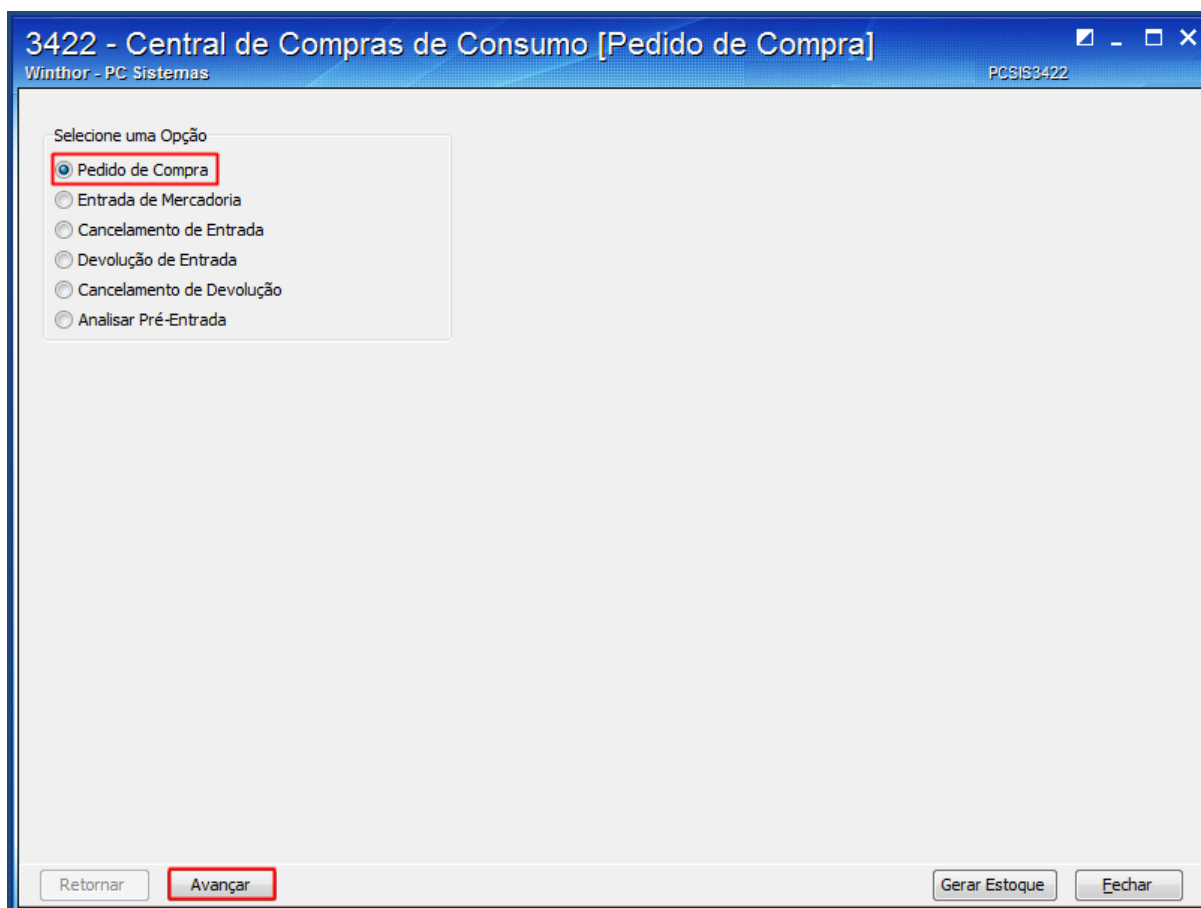 3422 - Central de Compras de Consumo [Pedido de Compra]
Winthor - PC Sistemas
PCSIS3422
Selecione uma Opção
Pedido de Compra
Entrada de Mercadoria
Cancelamento de Entrada
Devolução de Entrada
Cancelamento de Devolução
Analisar Pré-Entrada
Retornar
Avançar
Gerar Estoque
Fechar